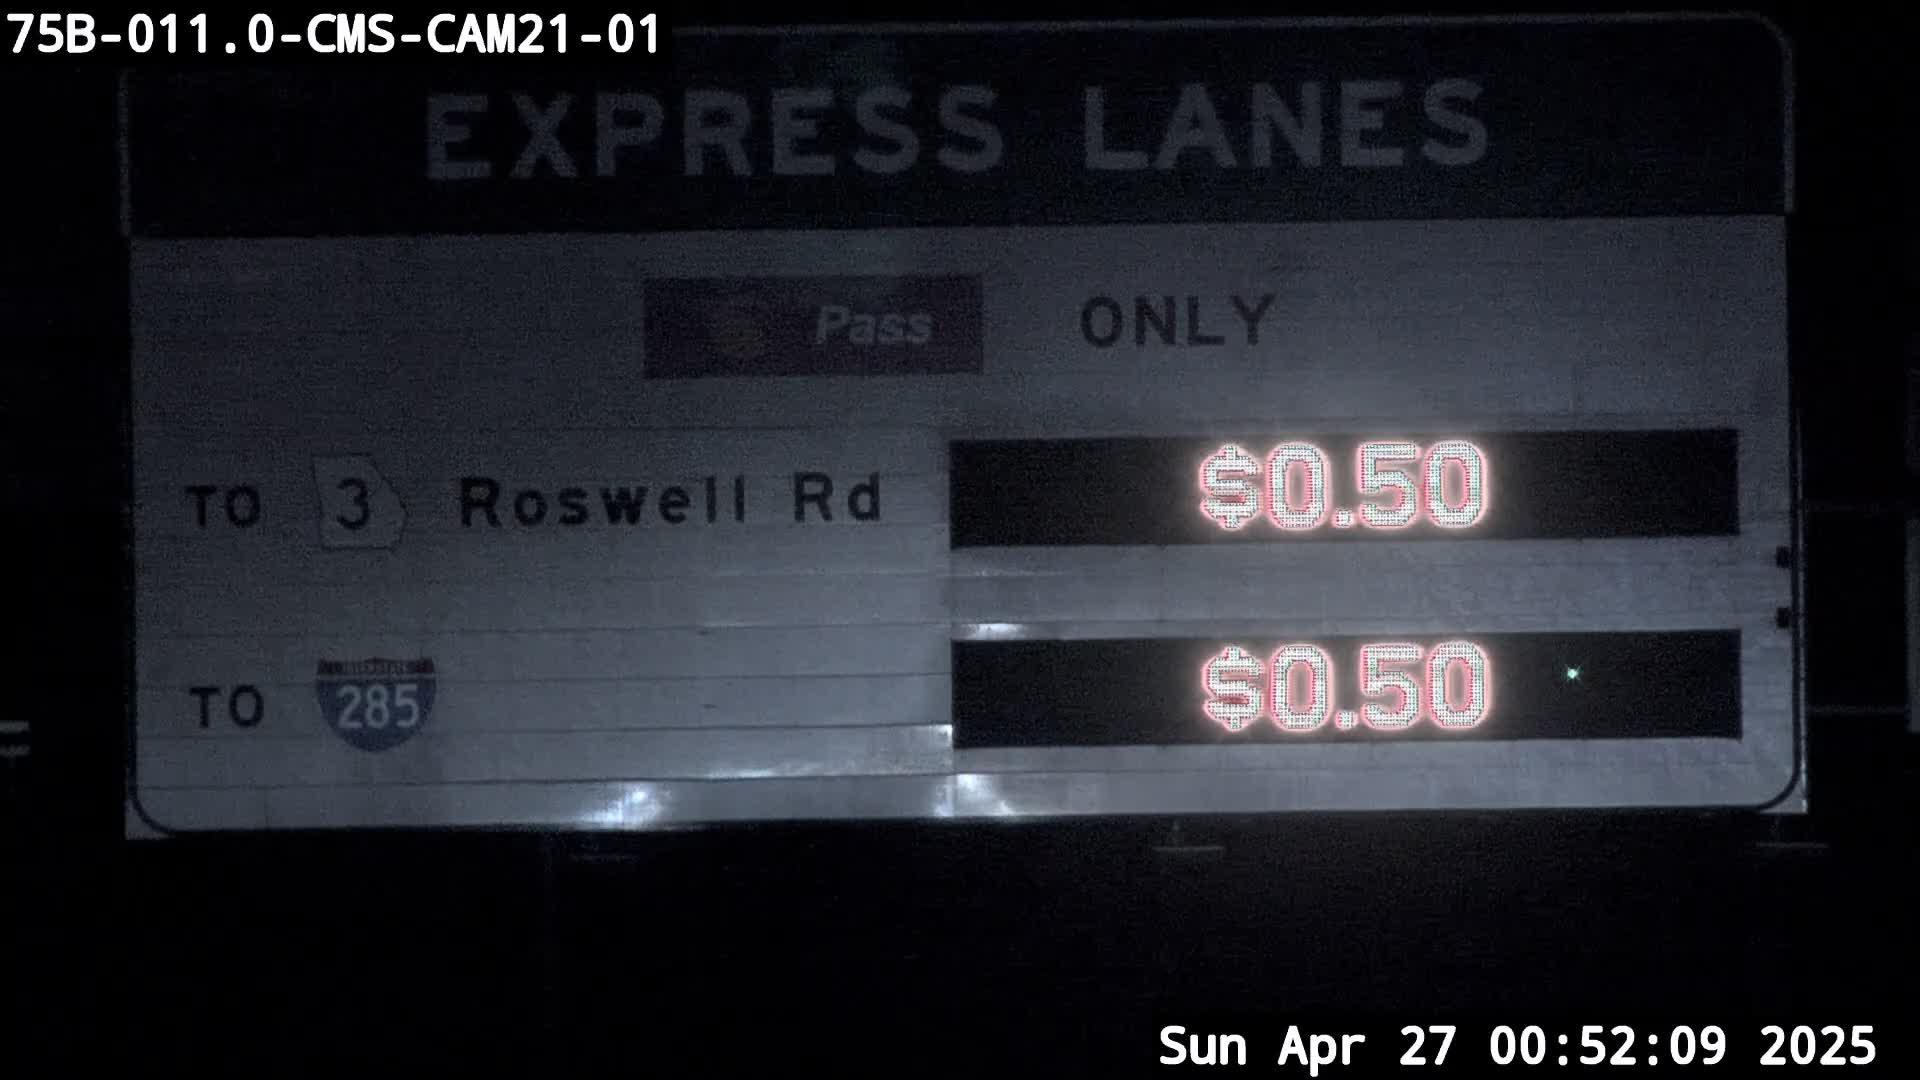 75B-011.0-CMS-CAM21-01
EXPRESS LANES
Pass ONLY
TO 3 Roswell Rd $0.50
TO 285 $0.50
Sun Apr 27 00:52:09 2025